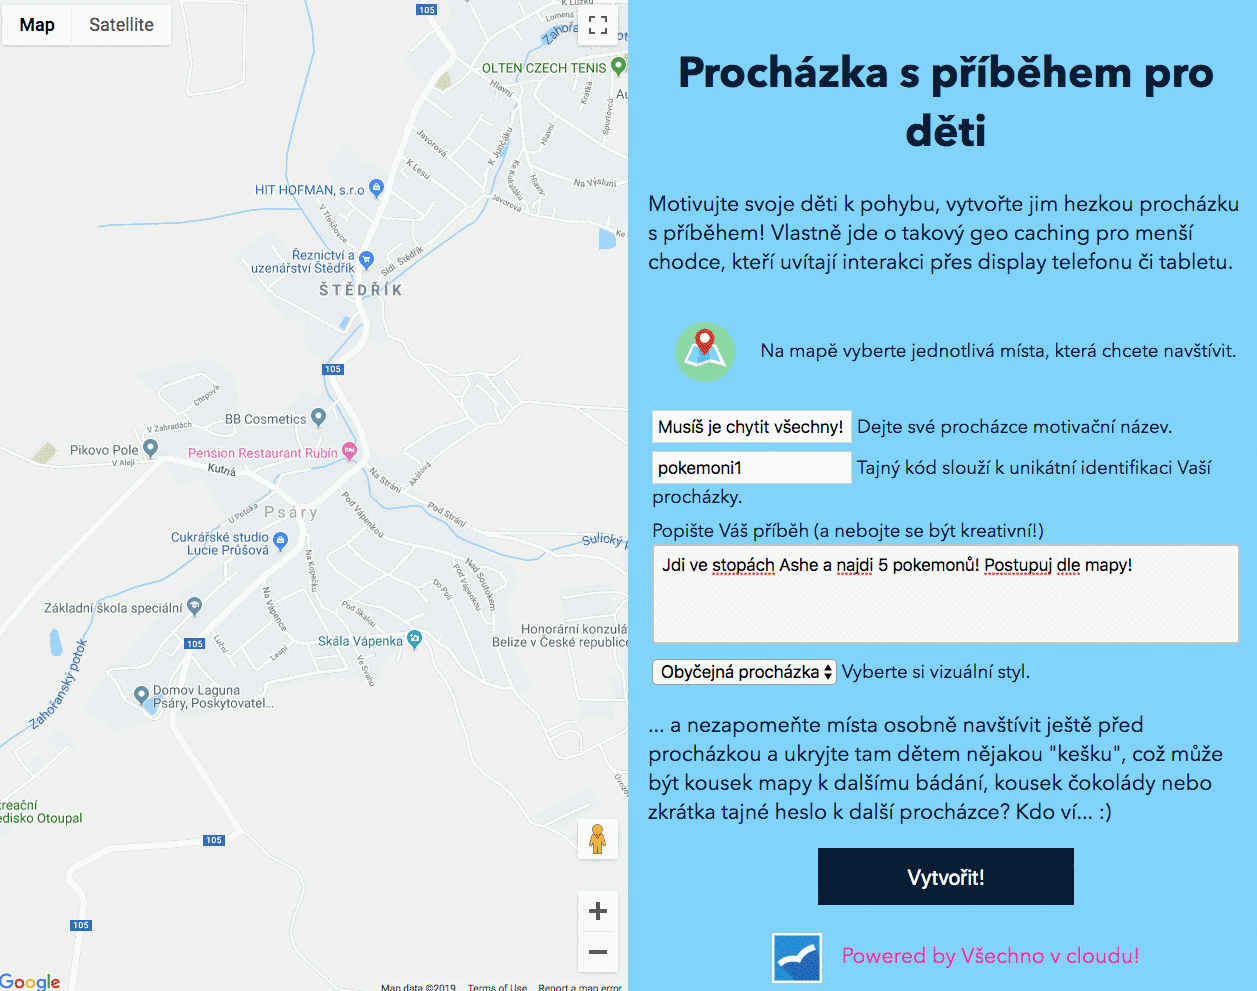 Map Satellite
105
Lomená
Zahořa
OLTEN CZECH TENIS
Hlavní
Krátká
Sportovců
Javorová
K Junčáku
K Lesu
Ke Kukaláku
Hlavní
Na Výsluní
HIT HOFMAN, s.r.o
Javorová
V Třešňovce
Ke
Řeznictví a
uzenářství Štědřík
Sídl. Štědřík
ŠTĚDŘÍK
105
Chrpová
BB Cosmetics
V Zahradách
Pikovo Pole
Pension Restaurant Rubín
V Aleji
Kutná
Na Stráni
Akátová
Pod Vápenkou
Pod Strání
U Potoka
Psáry
Cukrářské studio
Lucie Průšová
Sulický p
Na Kopečku
Nad Soutokem
Pod Vápenkou
Do Polí
Na Vápence
Základní škola speciální
Pod Skalou
Honorární konzulá
Belize v České republice
Skála Vápenka
105
Luční
Lesní
Ve Svahu
Zahořanský potok
Domov Laguna
Psáry, Poskytovatel...
Úvozov
kreační
edisko Otoupal
105
105
Google
Map data ©2019 Terms of Use Report a map error
Procházka s příběhem pro
děti
Motivujte svoje děti k pohybu, vytvořte jim hezkou procházku
s příběhem! Vlastně jde o takový geo caching pro menší
chodce, kteří uvítají interakci přes display telefonu či tabletu.
Na mapě vyberte jednotlivá místa, která chcete navštívit.
Musíš je chytit všechny! Dejte své procházce motivační název.
pokemoni1 Tajný kód slouží k unikátní identifikaci Vaší
procházky.
Popište Váš příběh (a nebojte se být kreativní!)
Jdi ve stopách Ashe a najdi 5 pokemonů! Postupuj dle mapy!
Obyčejná procházka Vyberte si vizuální styl.
... a nezapomeňte místa osobně navštívit ještě před
procházkou a ukryjte tam dětem nějakou "kešku", což může
být kousek mapy k dalšímu bádání, kousek čokolády nebo
zkrátka tajné heslo k další procházce? Kdo ví... :)
Vytvořit!
Powered by Všechno v cloudu!